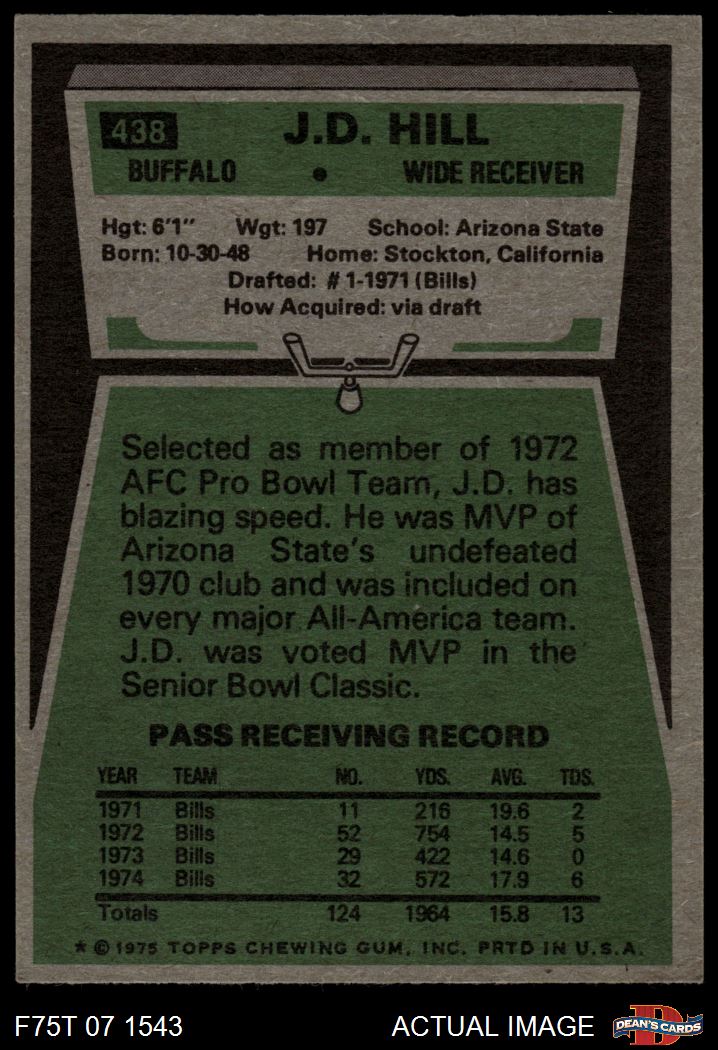 438
J.D. HILL
BUFFALO • WIDE RECEIVER
Hgt: 6'1" Wgt: 197 School: Arizona State
Born: 10-30-48 Home: Stockton, California
Drafted: #1-1971 (Bills)
How Acquired: via draft
Selected as member of 1972
AFC Pro Bowl Team, J.D. has
blazing speed. He was MVP of
Arizona State's undefeated
1970 club and was included on
every major All-America team.
J.D. was voted MVP in the
Senior Bowl Classic.
PASS RECEIVING RECORD
YEAR TEAM NO. YDS. AVG. TDS.
1971 Bills 11 216 19.6 2
1972 Bills 52 754 14.5 5
1973 Bills 29 422 14.6 0
1974 Bills 32 572 17.9 6
Totals 124 1964 15.8 13
* © 1975 TOPPS CHEWING GUM, INC. PRTD IN U.S.A.
F75T 07 1543 ACTUAL IMAGE DEAN'S CARDS